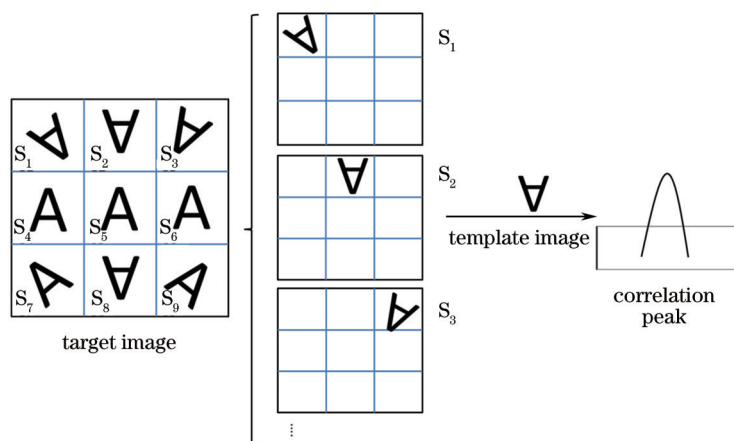 S1
S2
S3
S4
S5
S6
S7
S8
S9
A
A
A
target image
S1
S2
S3
template image
correlation
peak